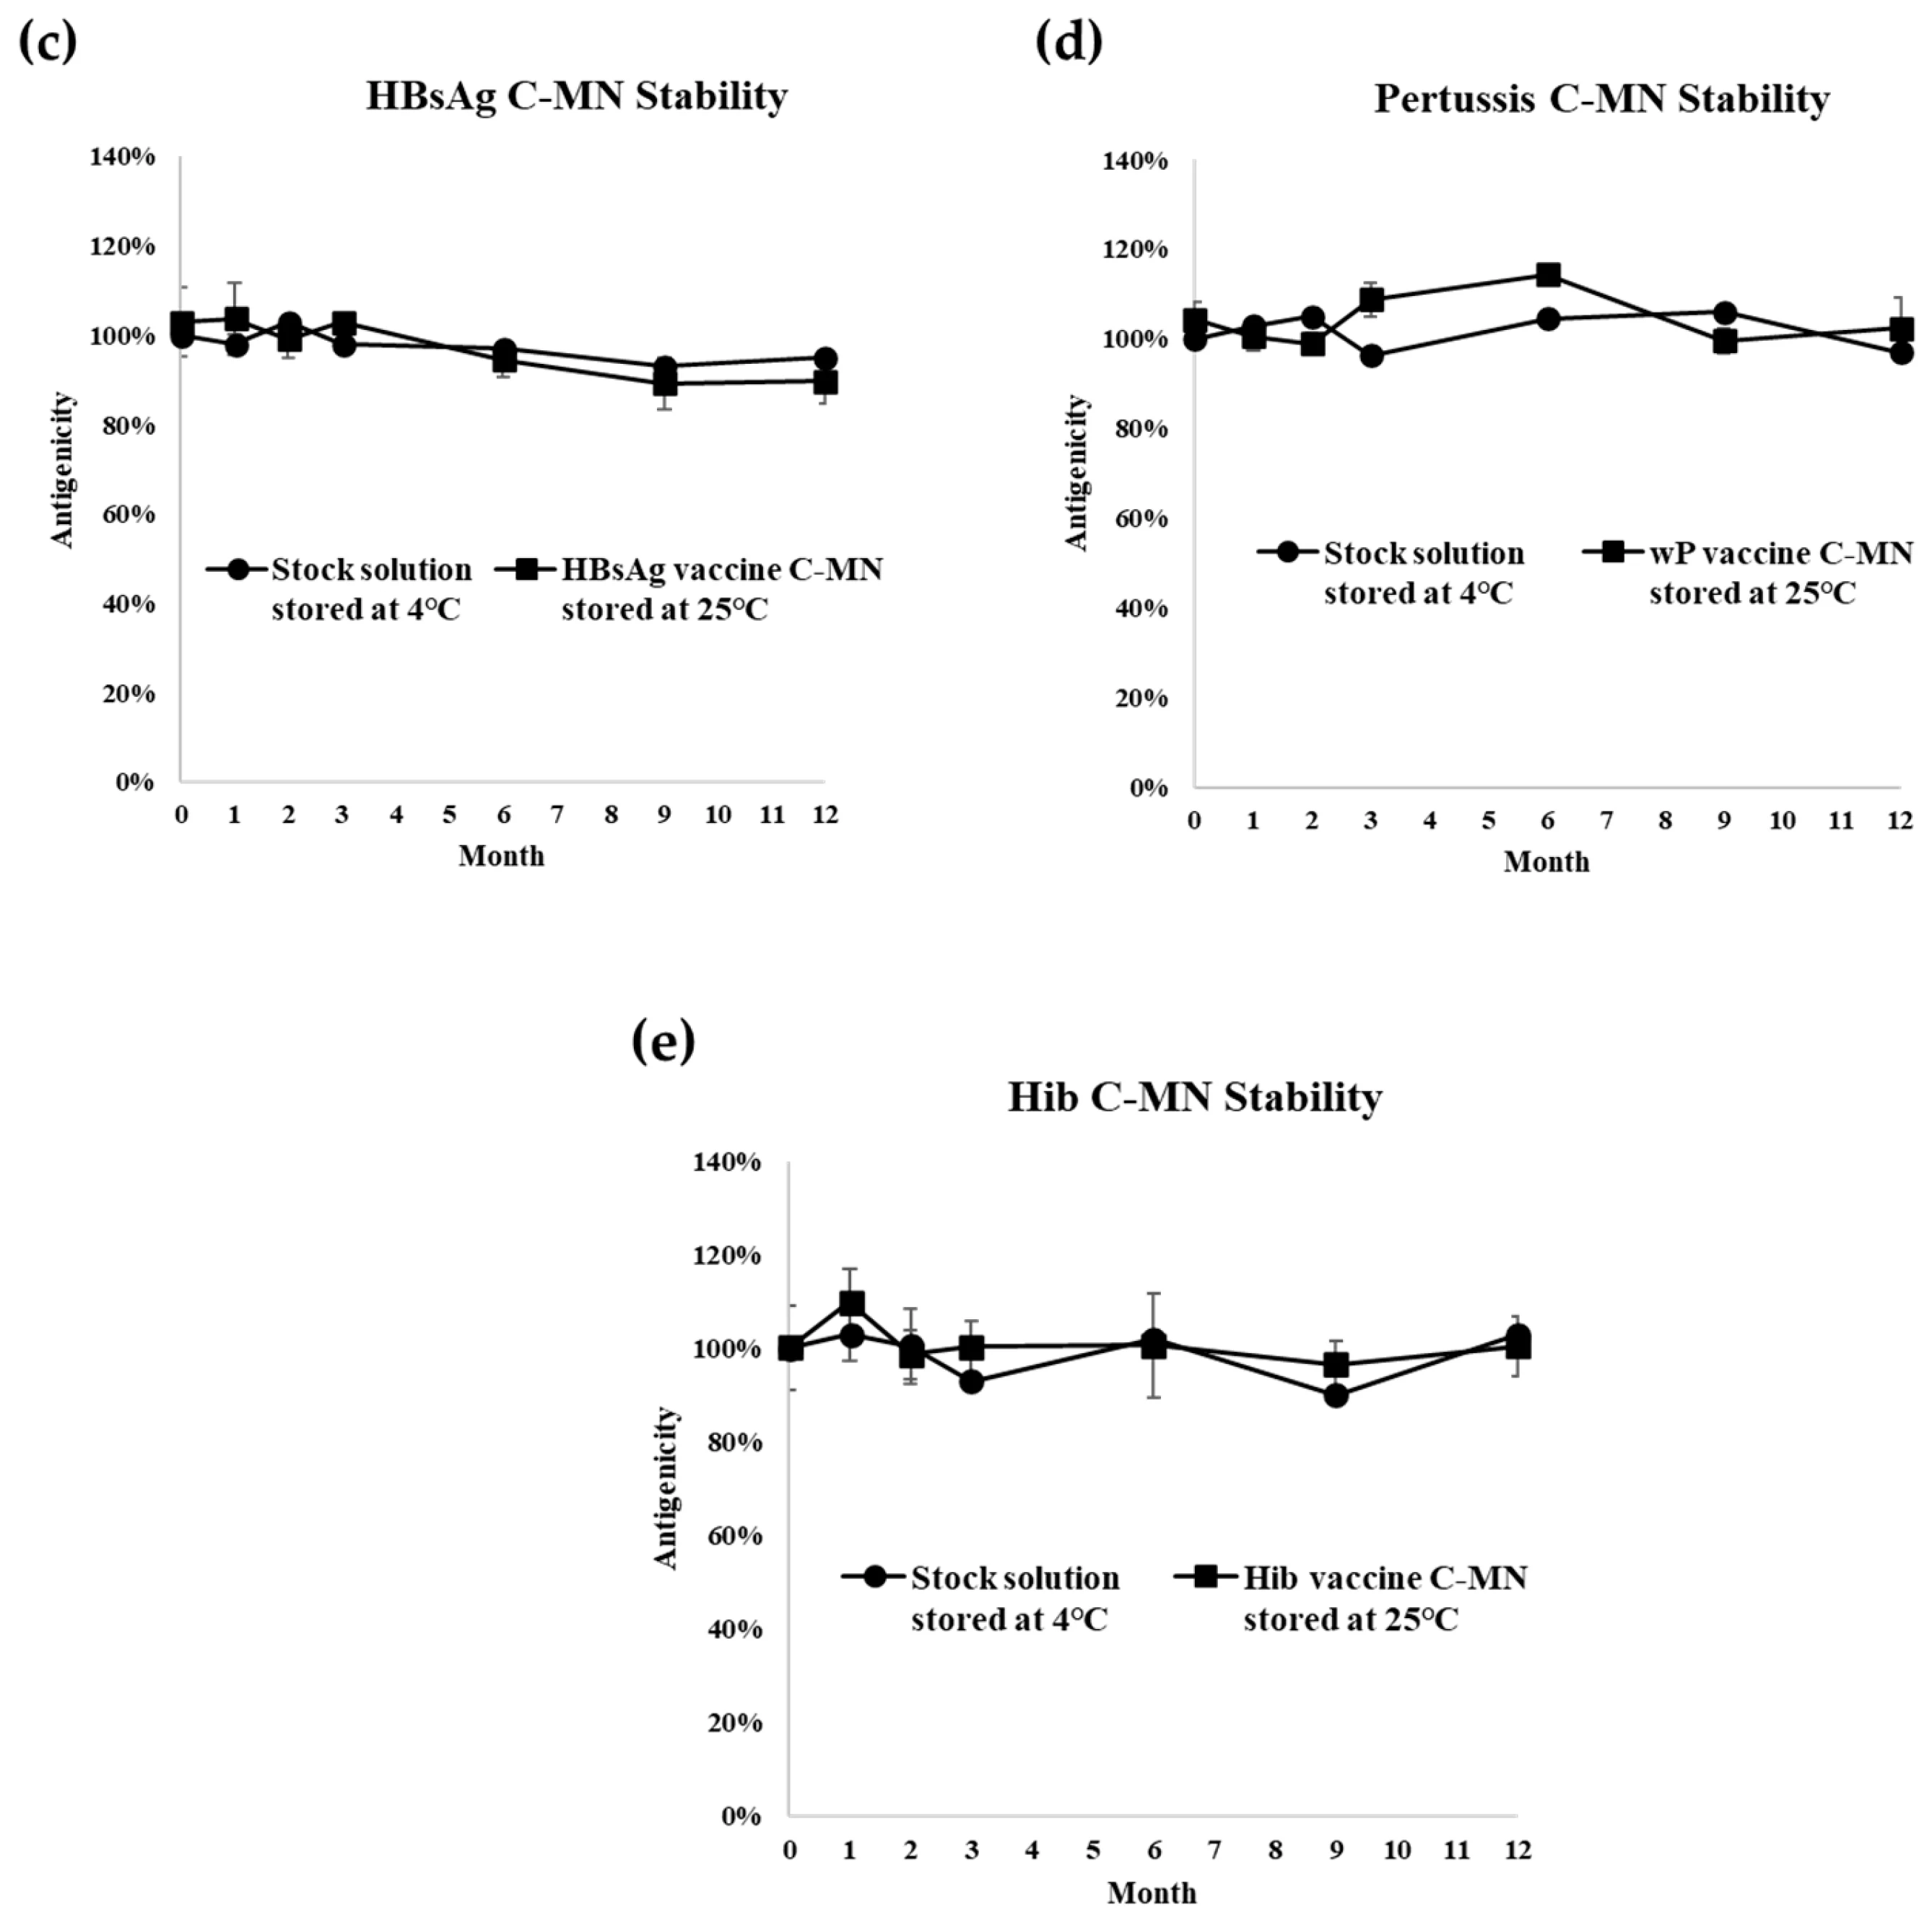 (c)
HBsAg C-MN Stability
140%
120%
100%
80%
60%
40%
20%
0%
Antigenicity
Stock solution
stored at 4℃
HBsAg vaccine C-MN
stored at 25℃
0 1 2 3 4 5 6 7 8 9 10 11 12
Month
(d)
Pertussis C-MN Stability
140%
120%
100%
80%
60%
40%
20%
0%
Antigenicity
Stock solution
stored at 4℃
wP vaccine C-MN
stored at 25℃
0 1 2 3 4 5 6 7 8 9 10 11 12
Month
(e)
Hib C-MN Stability
140%
120%
100%
80%
60%
40%
20%
0%
Antigenicity
Stock solution
stored at 4℃
Hib vaccine C-MN
stored at 25℃
0 1 2 3 4 5 6 7 8 9 10 11 12
Month